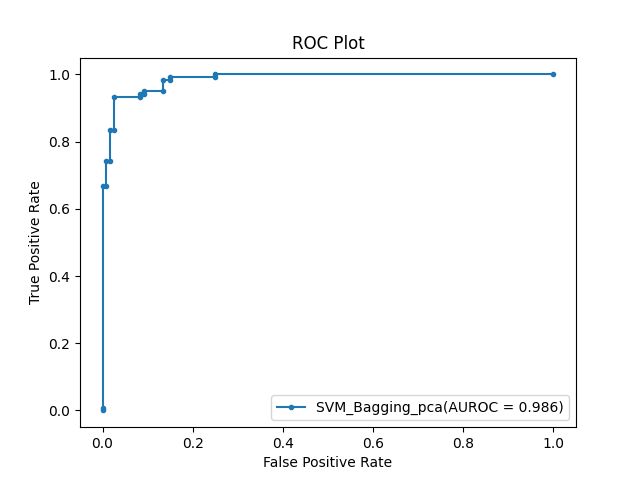 ROC Plot
1.0
0.8
0.6
0.4
0.2
0.0
True Positive Rate
SVM_Bagging_pca(AUROC = 0.986)
0.0 0.2 0.4 0.6 0.8 1.0
False Positive Rate